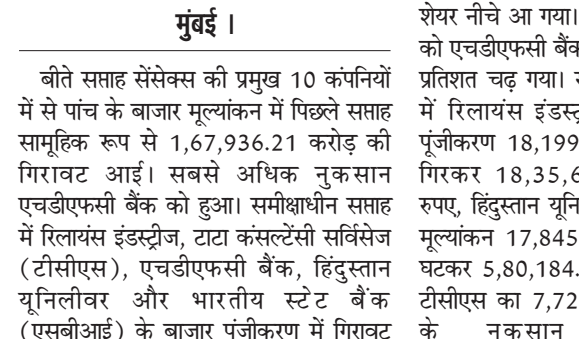 मुंबई ।
बीते सप्ताह सेंसेक्स की प्रमुख 10 कंपनियों
में से पांच के बाजार मूल्यांकन में पिछले सप्ताह
सामूहिक रूप से 1,67,936.21 करोड़ की
गिरावट आई। सबसे अधिक नुकसान
एचडीएफसी बैंक को हुआ। समीक्षाधीन सप्ताह
में रिलायंस इंडस्ट्रीज, टाटा कंसल्टेंसी सर्विसेज
(टीसीएस), एचडीएफसी बैंक, हिंदुस्तान
यूनिलीवर और भारतीय स्टेट बैंक
(एसबीआई) के बाजार पूंजीकरण में गिरावट
शेयर नीचे आ गया।
को एचडीएफसी बैंक
प्रतिशत चढ़ गया।
में रिलायंस
पूंजीकरण 18,199
गिरकर 18,35,6
रुपए, हिंदुस्तान
मूल्यांकन 17,845
घटकर 5,80,184.
टीसीएस का 7,72
के नुकसान